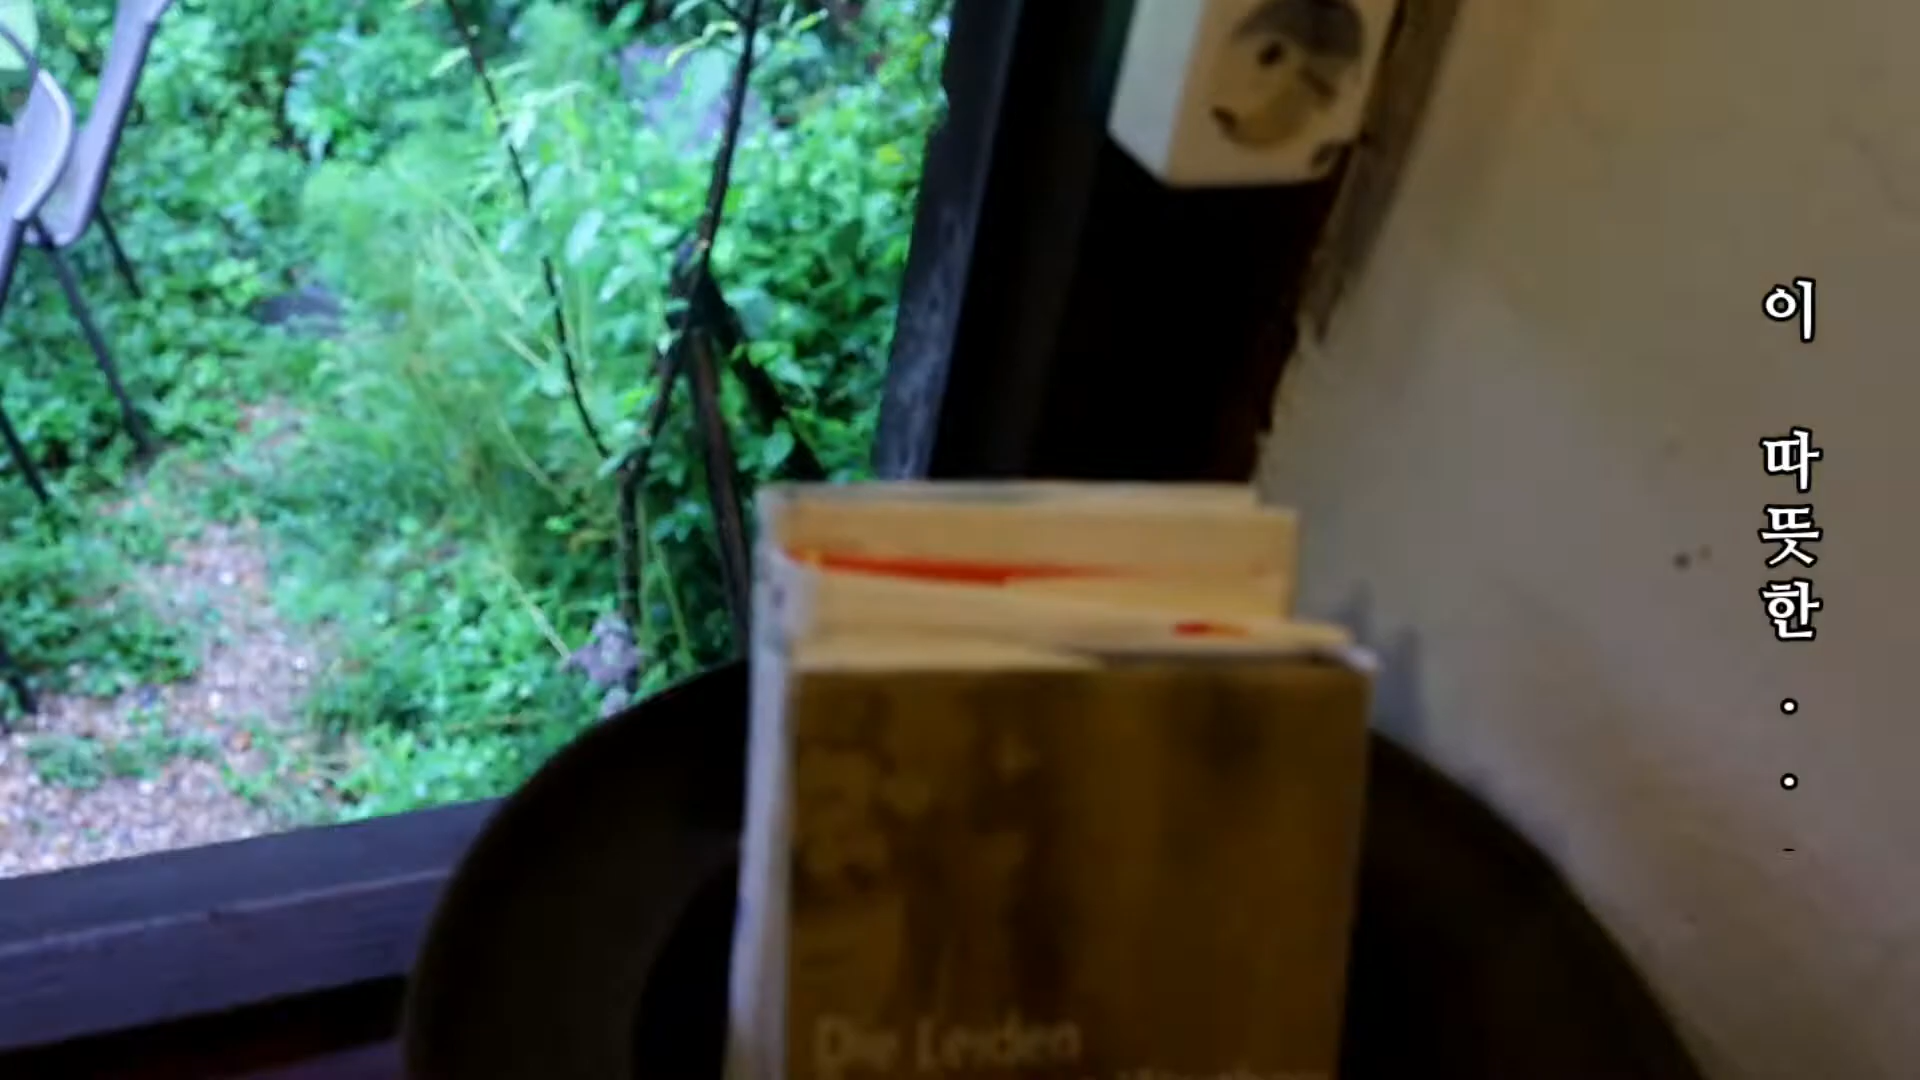 이 따뜻한 . . .
Die Leiden